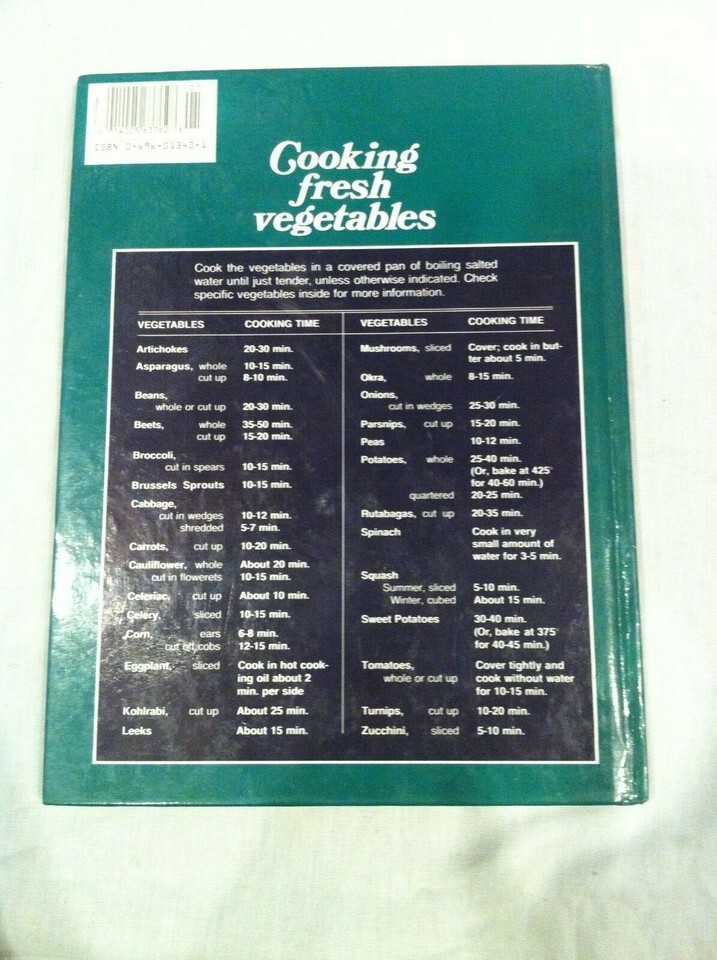 ISBN 0-696-01340-1
Cooking
fresh
vegetables
Cook the vegetables in a covered pan of boiling salted
water until just tender, unless otherwise indicated. Check
specific vegetables inside for more information.
VEGETABLES COOKING TIME
Artichokes 20-30 min.
Asparagus, whole 10-15 min.
cut up 8-10 min.
Beans,
whole or cut up 20-30 min.
Beets, whole 35-50 min.
cut up 15-20 min.
Broccoli,
cut in spears 10-15 min.
Brussels Sprouts 10-15 min.
Cabbage,
cut in wedges 10-12 min.
shredded 5-7 min.
Carrots, cut up 10-20 min.
Cauliflower, whole About 20 min.
cut in flowerets 10-15 min.
Celeriac, cut up About 10 min.
Celery, sliced 10-15 min.
Corn, ears 6-8 min.
cut off cobs 12-15 min.
Eggplant, sliced Cook in hot cook-
ing oil about 2
min. per side
Kohlrabi, cut up About 25 min.
Leeks About 15 min.
VEGETABLES COOKING TIME
Mushrooms, sliced Cover; cook in but-
ter about 5 min.
Okra, whole 8-15 min.
Onions,
cut in wedges 25-30 min.
Parsnips, cut up 15-20 min.
Peas 10-12 min.
Potatoes, whole 25-40 min.
(Or, bake at 425°
for 40-60 min.)
quartered 20-25 min.
Rutabagas, cut up 20-35 min.
Spinach Cook in very
small amount of
water for 3-5 min.
Squash
Summer, sliced 5-10 min.
Winter, cubed About 15 min.
Sweet Potatoes 30-40 min.
(Or, bake at 375°
for 40-45 min.)
Tomatoes, Cover tightly and
whole or cut up cook without water
for 10-15 min.
Turnips, cut up 10-20 min.
Zucchini, sliced 5-10 min.